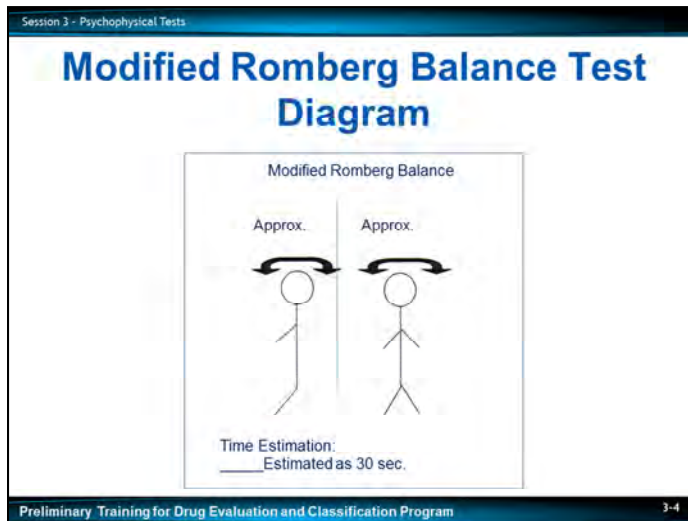 Session 3 - Psychophysical Tests
Modified Romberg Balance Test
Diagram
Modified Romberg Balance
Approx. Approx.
Time Estimation:
_____Estimated as 30 sec.
Preliminary Training for Drug Evaluation and Classification Program 3-4